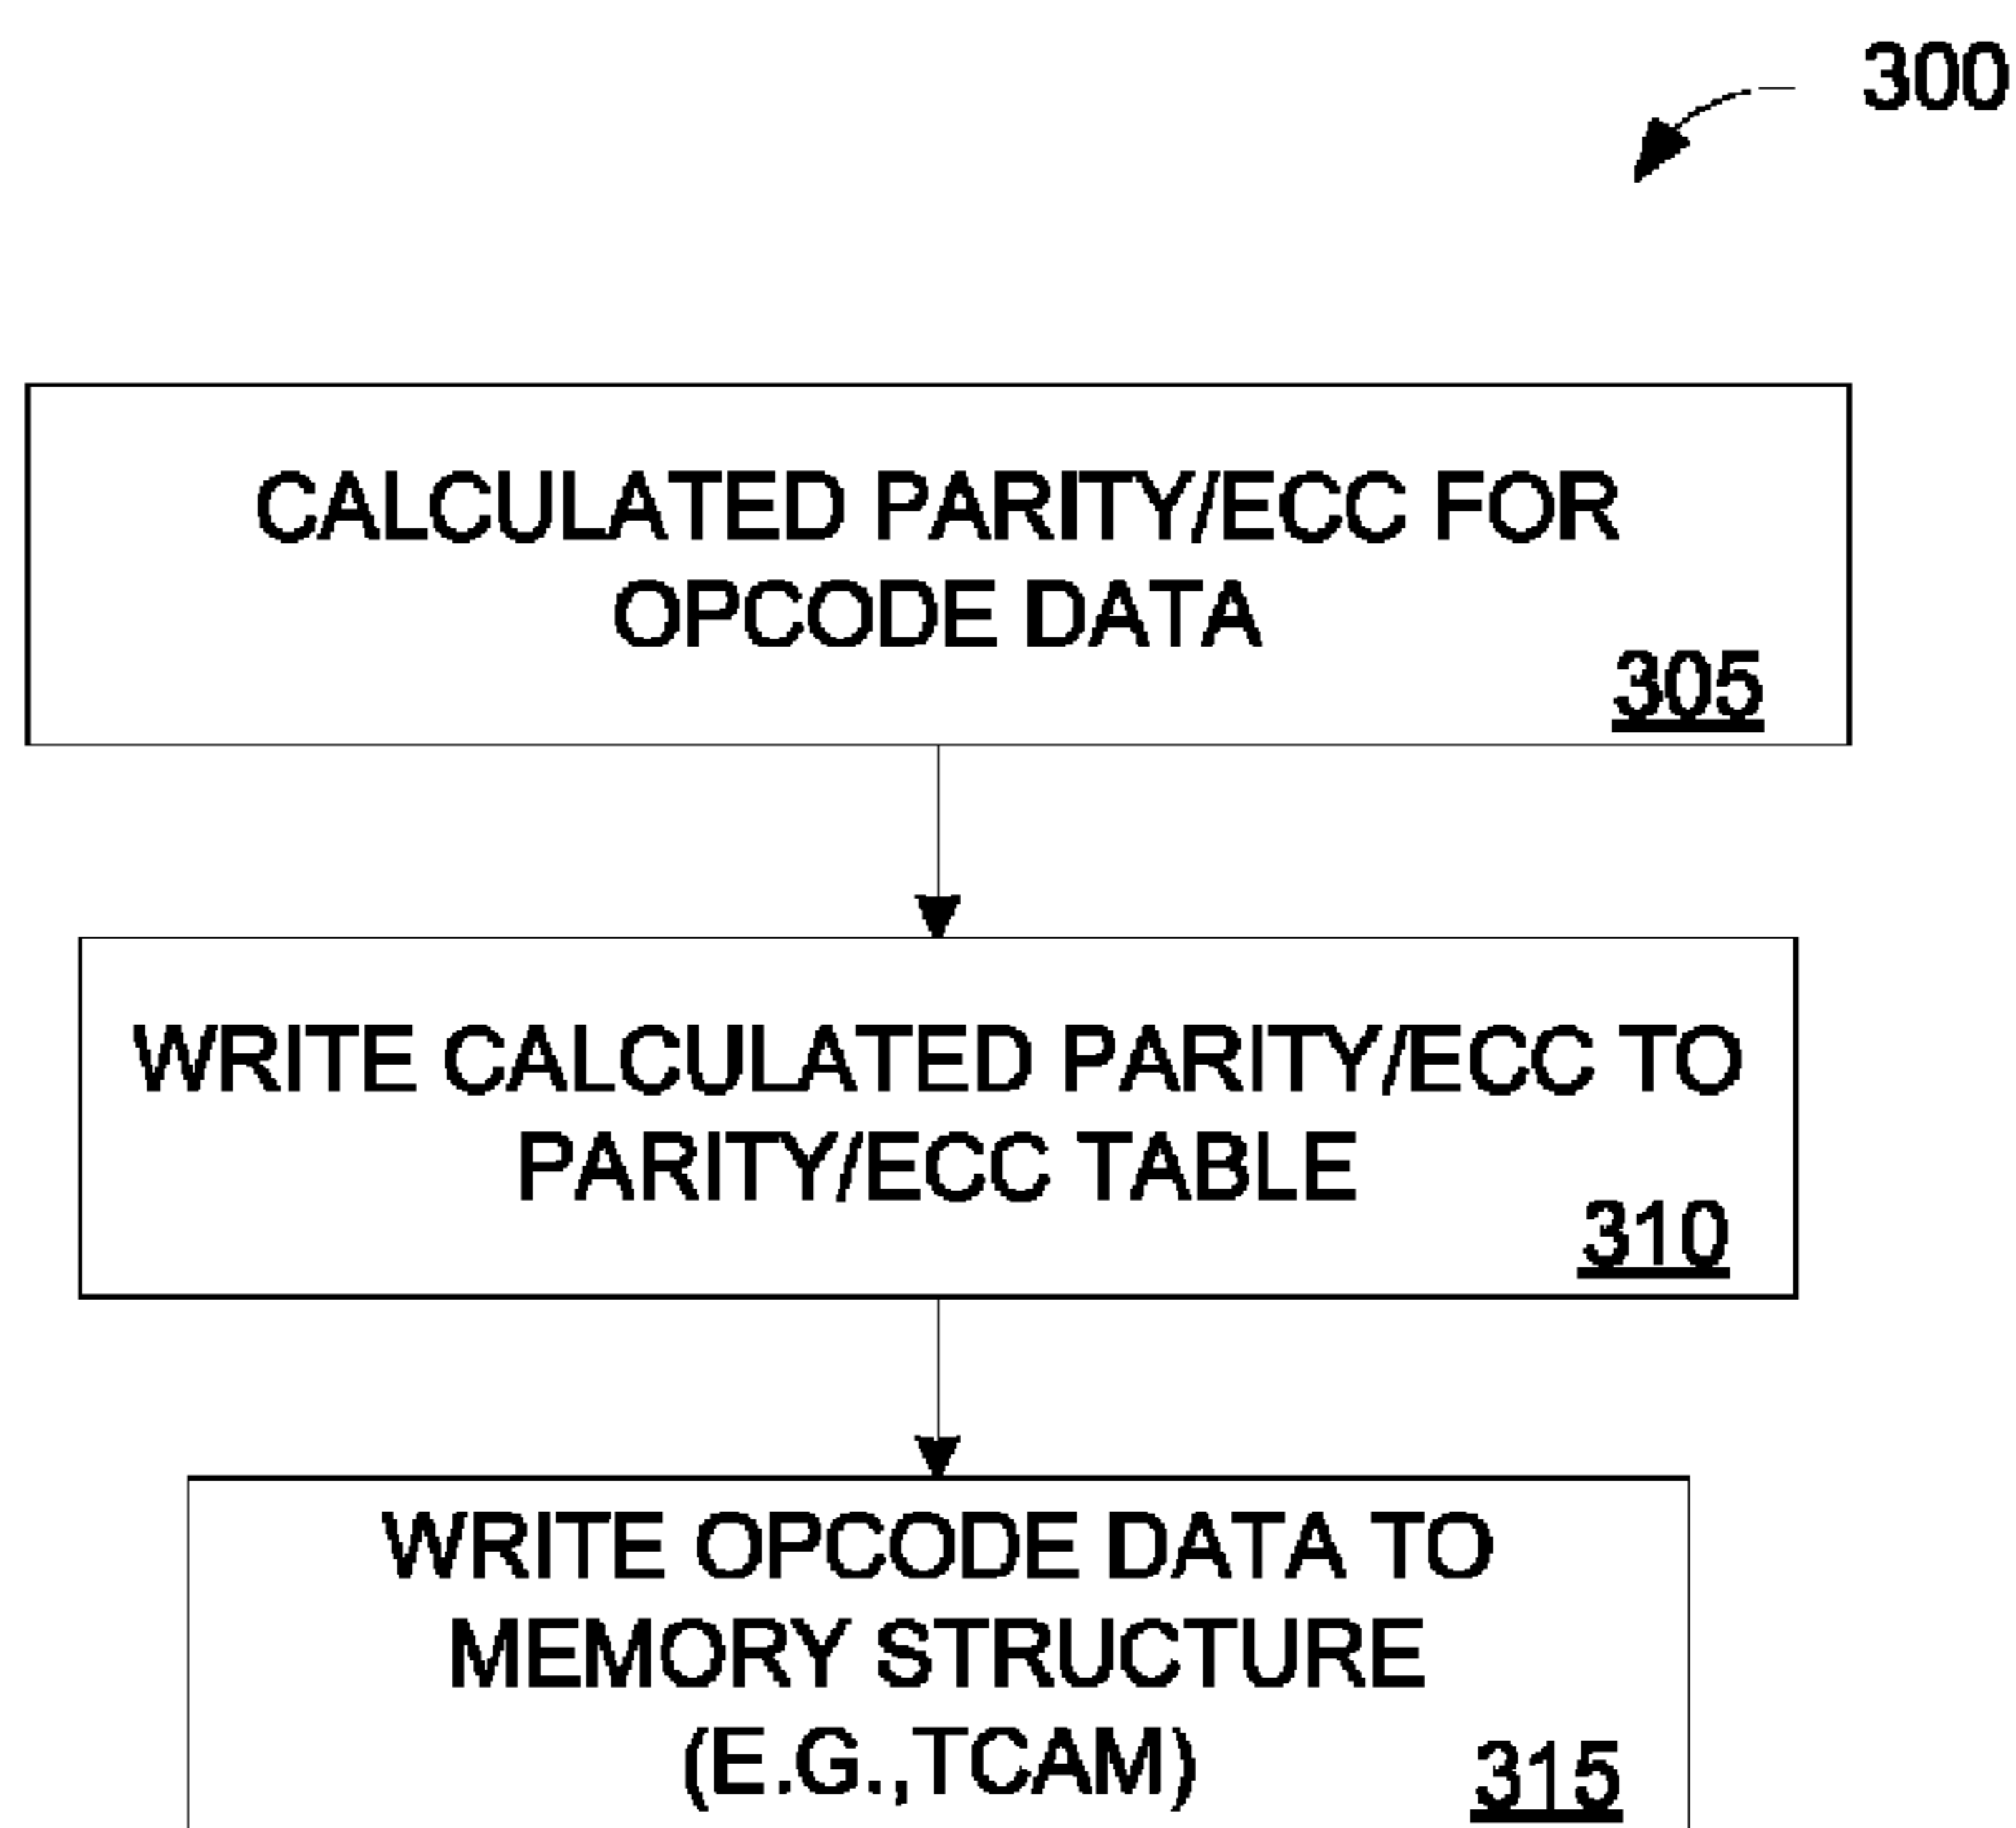 300
CALCULATED PARITY/ECC FOR
OPCODE DATA
305
WRITE CALCULATED PARITY/ECC TO
PARITY/ECC TABLE
310
WRITE OPCODE DATA TO
MEMORY STRUCTURE
(E.G.,TCAM)
315